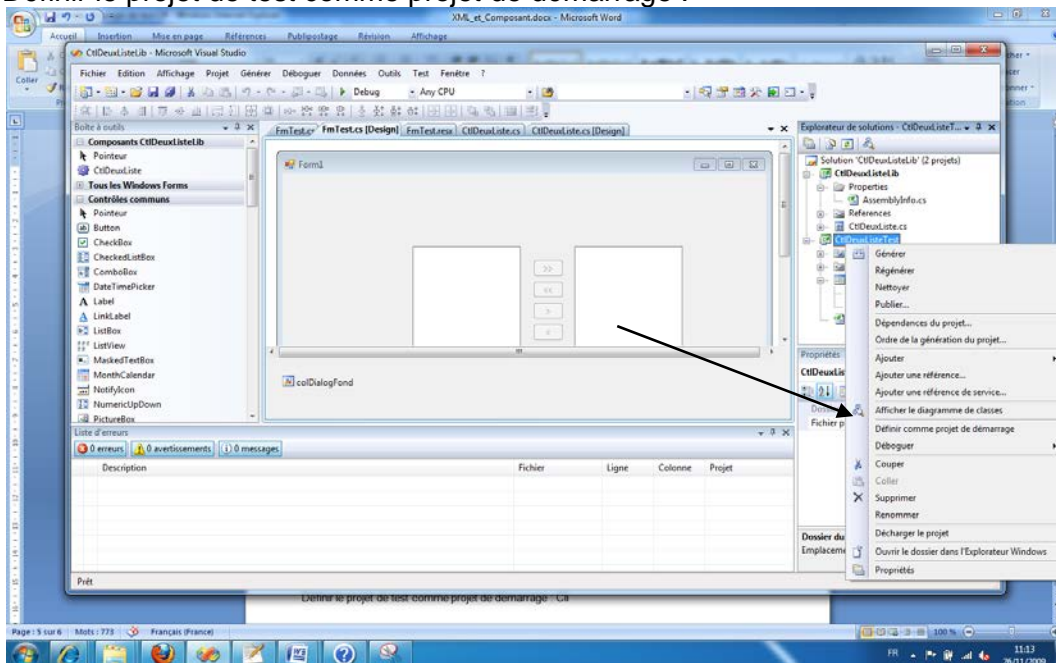 Définir le projet de test comme projet de démarrage :
XML_et_Composant.docx - Microsoft Word
Accueil Insertion Mise en page Références Publipostage Révision Affichage
Coller
CtlDeuxListeLib - Microsoft Visual Studio
Fichier Edition Affichage Projet Générer Déboguer Données Outils Test Fenêtre ?
Debug Any CPU
Boîte à outils
FmTest.cs FmTest.cs [Design] FmTest.resx CtlDeuxListe.cs CtlDeuxListe.cs [Design]
Explorateur de solutions - CtlDeuxListeT...
Composants CtlDeuxListeLib
Pointeur
CtlDeuxListe
Tous les Windows Forms
Contrôles communs
Pointeur
Button
CheckBox
CheckedListBox
ComboBox
DateTimePicker
Label
LinkLabel
ListBox
ListView
MaskedTextBox
MonthCalendar
NotifyIcon
NumericUpDown
PictureBox
Form1
>>
<<
>
<
colDialogFond
Solution 'CtlDeuxListeLib' (2 projets)
CtlDeuxListeLib
Properties
AssemblyInfo.cs
References
CtlDeuxListe.cs
CtlDeuxListeTest
Générer
Régénérer
Nettoyer
Publier...
Dépendances du projet...
Ordre de la génération du projet...
Ajouter
Ajouter une référence...
Ajouter une référence de service...
Afficher le diagramme de classes
Définir comme projet de démarrage
Déboguer
Couper
Coller
Supprimer
Renommer
Décharger le projet
Ouvrir le dossier dans l'Explorateur Windows
Propriétés
Propriétés
CtlDeuxLis
Fichier p
Dossier du
Emplaceme
Liste d'erreurs
0 erreurs 0 avertissements 0 messages
Description Fichier Ligne Colonne Projet
Prêt
Définir le projet de test comme projet de démarrage : Cli
Page : 5 sur 6 Mots : 773 Français (France) 100 %
FR 11:13
26/11/2009